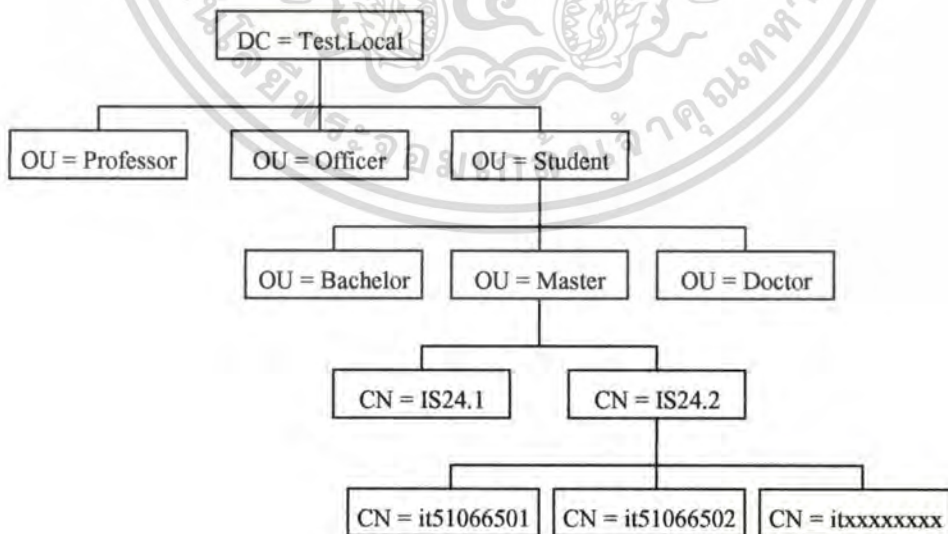 DC = Test.Local
OU = Professor
OU = Officer
OU = Student
OU = Bachelor
OU = Master
OU = Doctor
CN = IS24.1
CN = IS24.2
CN = it51066501
CN = it51066502
CN = itxxxxxxxx